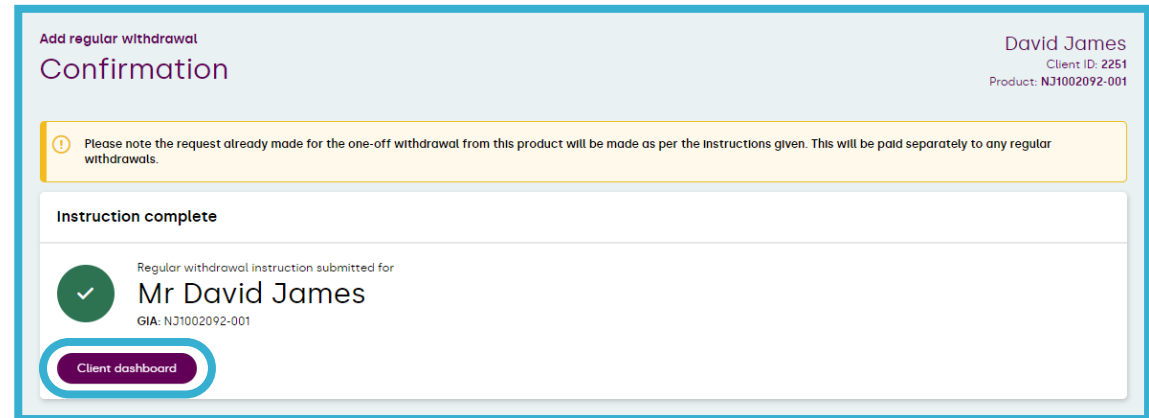 Add regular withdrawal
Confirmation
David James
Client ID: 2251
Product: NJ1002092-001
Please note the request already made for the one-off withdrawal from this product will be made as per the instructions given. This will be paid separately to any regular
withdrawals.
Instruction complete
Regular withdrawal instruction submitted for
Mr David James
GIA: NJ1002092-001
Client dashboard